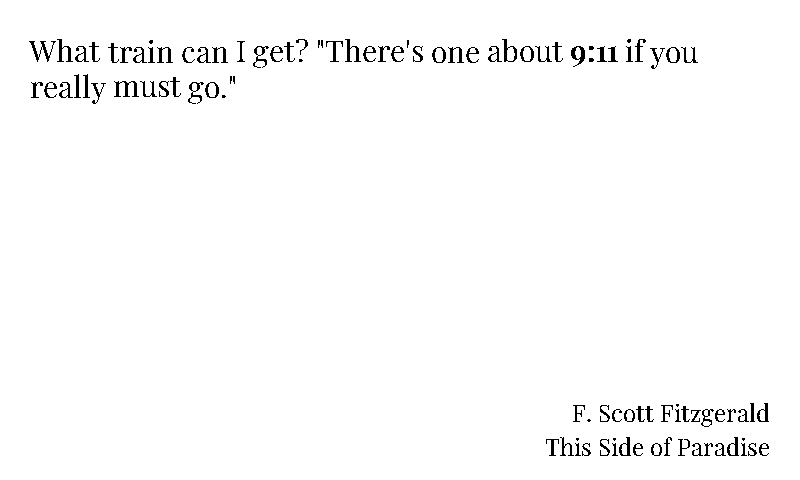 What train can I get? "There's one about 9:11 if you
really must go."
F. Scott Fitzgerald
This Side of Paradise